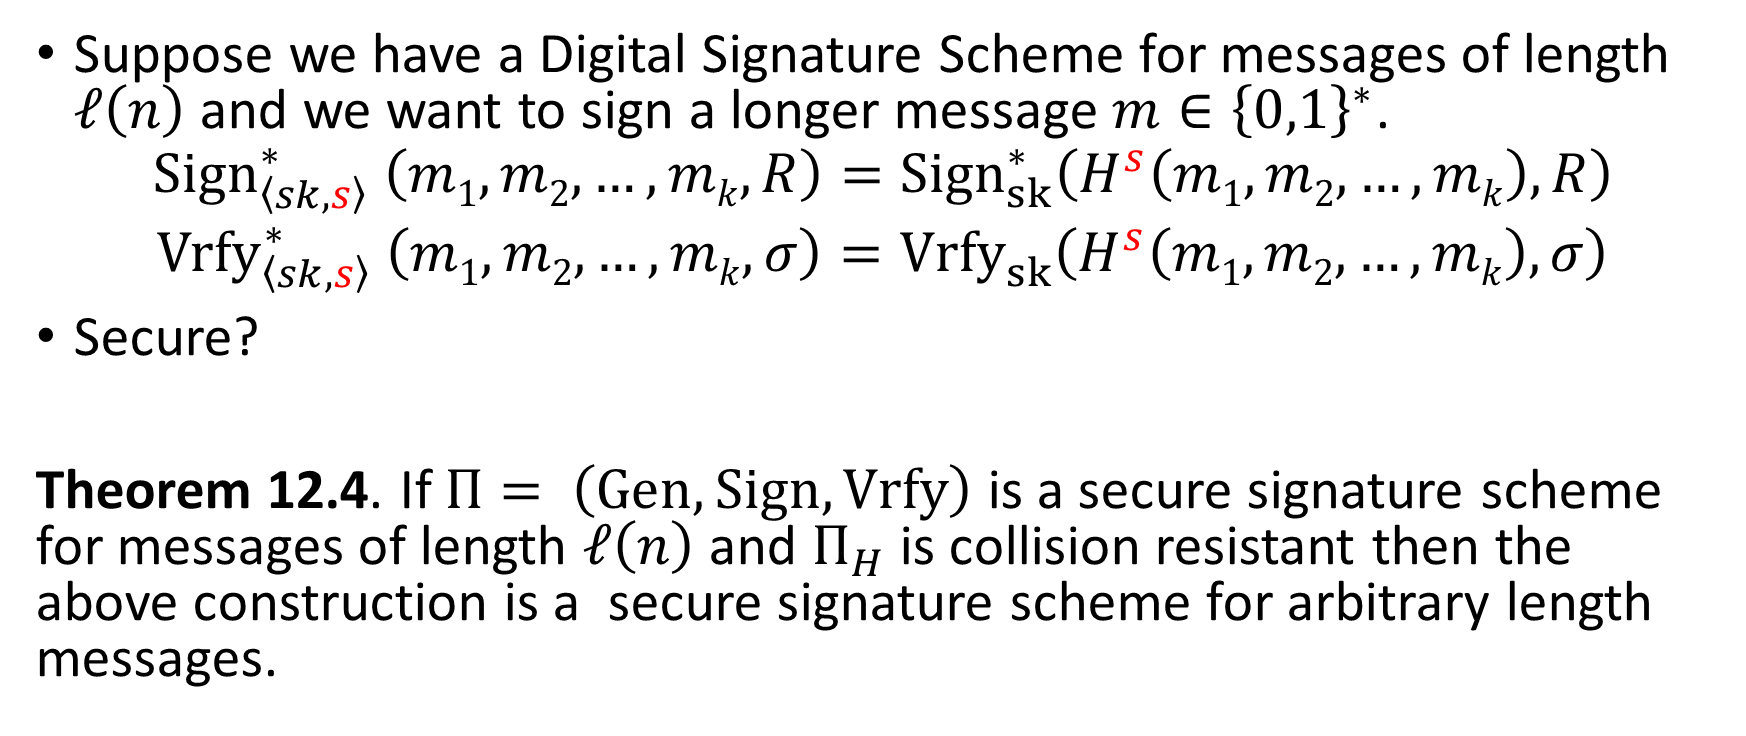 • Suppose we have a Digital Signature Scheme for messages of length
ℓ(n) and we want to sign a longer message m ∈ {0,1}*.
Sign*⟨sk,s⟩ (m₁, m₂, … , mₖ, R) = Sign*sk(Hˢ(m₁, m₂, … , mₖ), R)
Vrfy*⟨sk,s⟩ (m₁, m₂, … , mₖ, σ) = Vrfysk(Hˢ(m₁, m₂, … , mₖ), σ)
• Secure?
Theorem 12.4. If Π = (Gen, Sign, Vrfy) is a secure signature scheme
for messages of length ℓ(n) and Π_H is collision resistant then the
above construction is a secure signature scheme for arbitrary length
messages.